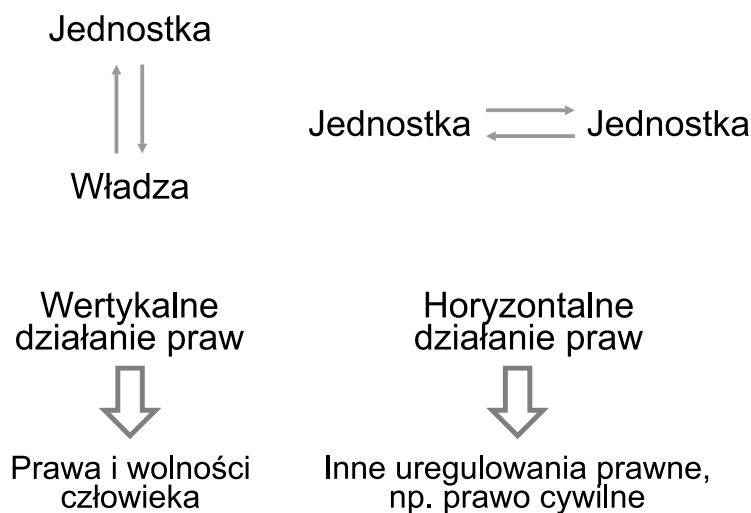 Jednostka
Władza
Jednostka Jednostka
Wertykalne
działanie praw
Prawa i wolności
człowieka
Horyzontalne
działanie praw
Inne uregulowania prawne,
np. prawo cywilne